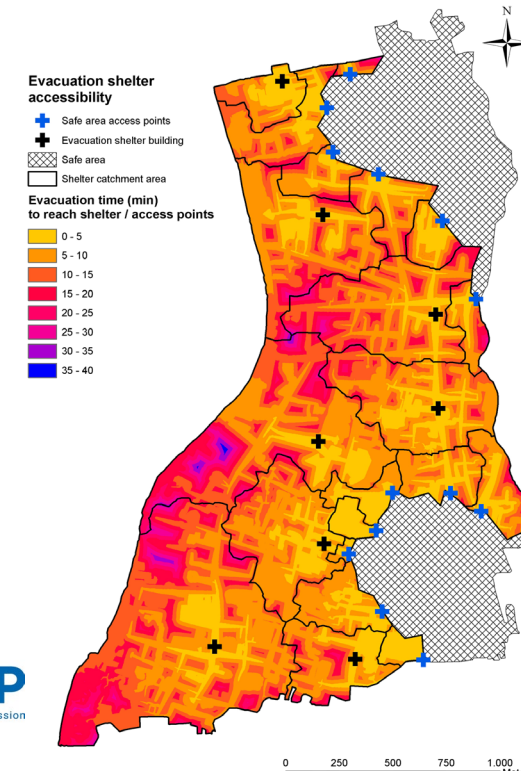 N
Evacuation shelter
accessibility
Safe area access points
Evacuation shelter building
Safe area
Shelter catchment area
Evacuation time (min)
to reach shelter / access points
0 - 5
5 - 10
10 - 15
15 - 20
20 - 25
25 - 30
30 - 35
35 - 40
P
ssion
0 250 500 750 1.000